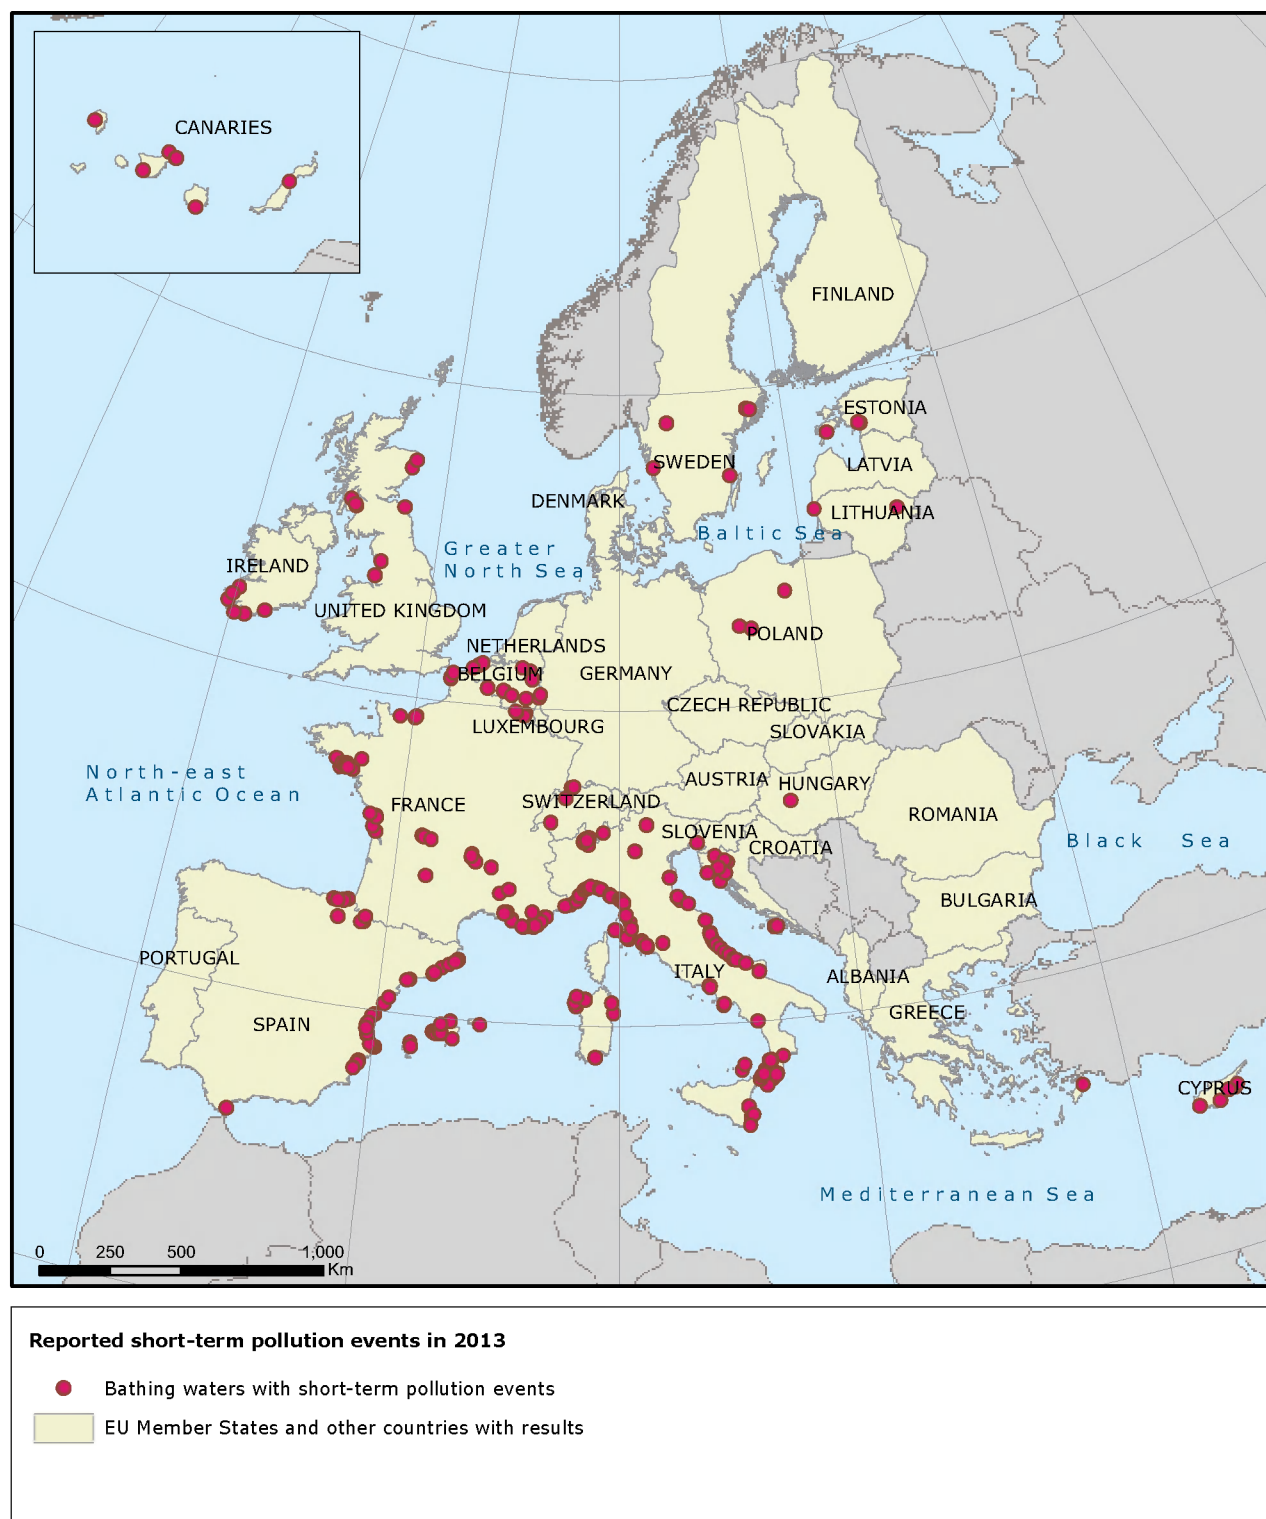 CANARIES
FINLAND
ESTONIA
SWEDEN
LATVIA
DENMARK
LITHUANIA
Baltic Sea
Greater
North Sea
IRELAND
UNITED KINGDOM
POLAND
NETHERLANDS
BELGIUM
GERMANY
CZECH REPUBLIC
LUXEMBOURG
SLOVAKIA
North-east
Atlantic Ocean
AUSTRIA
HUNGARY
FRANCE
SWITZERLAND
ROMANIA
SLOVENIA
CROATIA
Black Sea
BULGARIA
PORTUGAL
ITALY
ALBANIA
SPAIN
GREECE
CYPRUS
Mediterranean Sea
0 250 500 1,000
Km
Reported short-term pollution events in 2013
Bathing waters with short-term pollution events
EU Member States and other countries with results